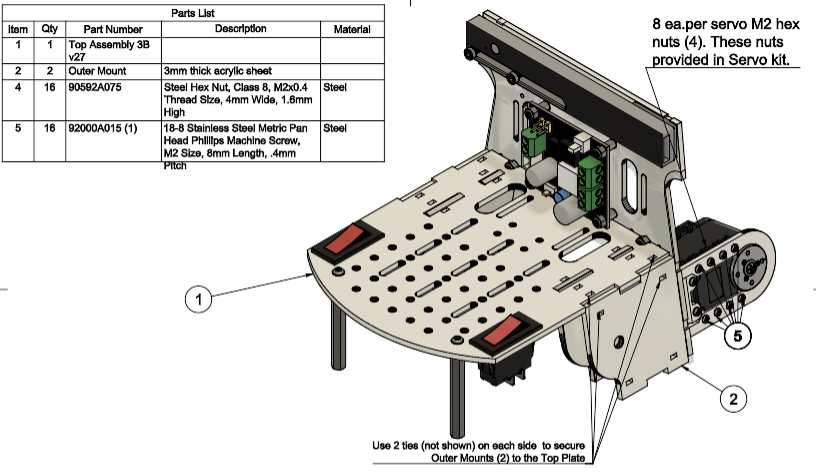 Parts List
Item Qty Part Number Description Material
1 1 Top Assembly 3B
v27
2 2 Outer Mount 3mm thick acrylic sheet
4 16 90592A075 Steel Hex Nut, Class 8, M2x0.4 Steel
Thread Size, 4mm Wide, 1.6mm
High
5 16 92000A015 (1) 18-8 Stainless Steel Metric Pan Steel
Head Phillips Machine Screw,
M2 Size, 8mm Length, .4mm
Pitch
8 ea.per servo M2 hex
nuts (4). These nuts
provided in Servo kit.
1
5
2
Use 2 ties (not shown) on each side to secure
Outer Mounts (2) to the Top Plate